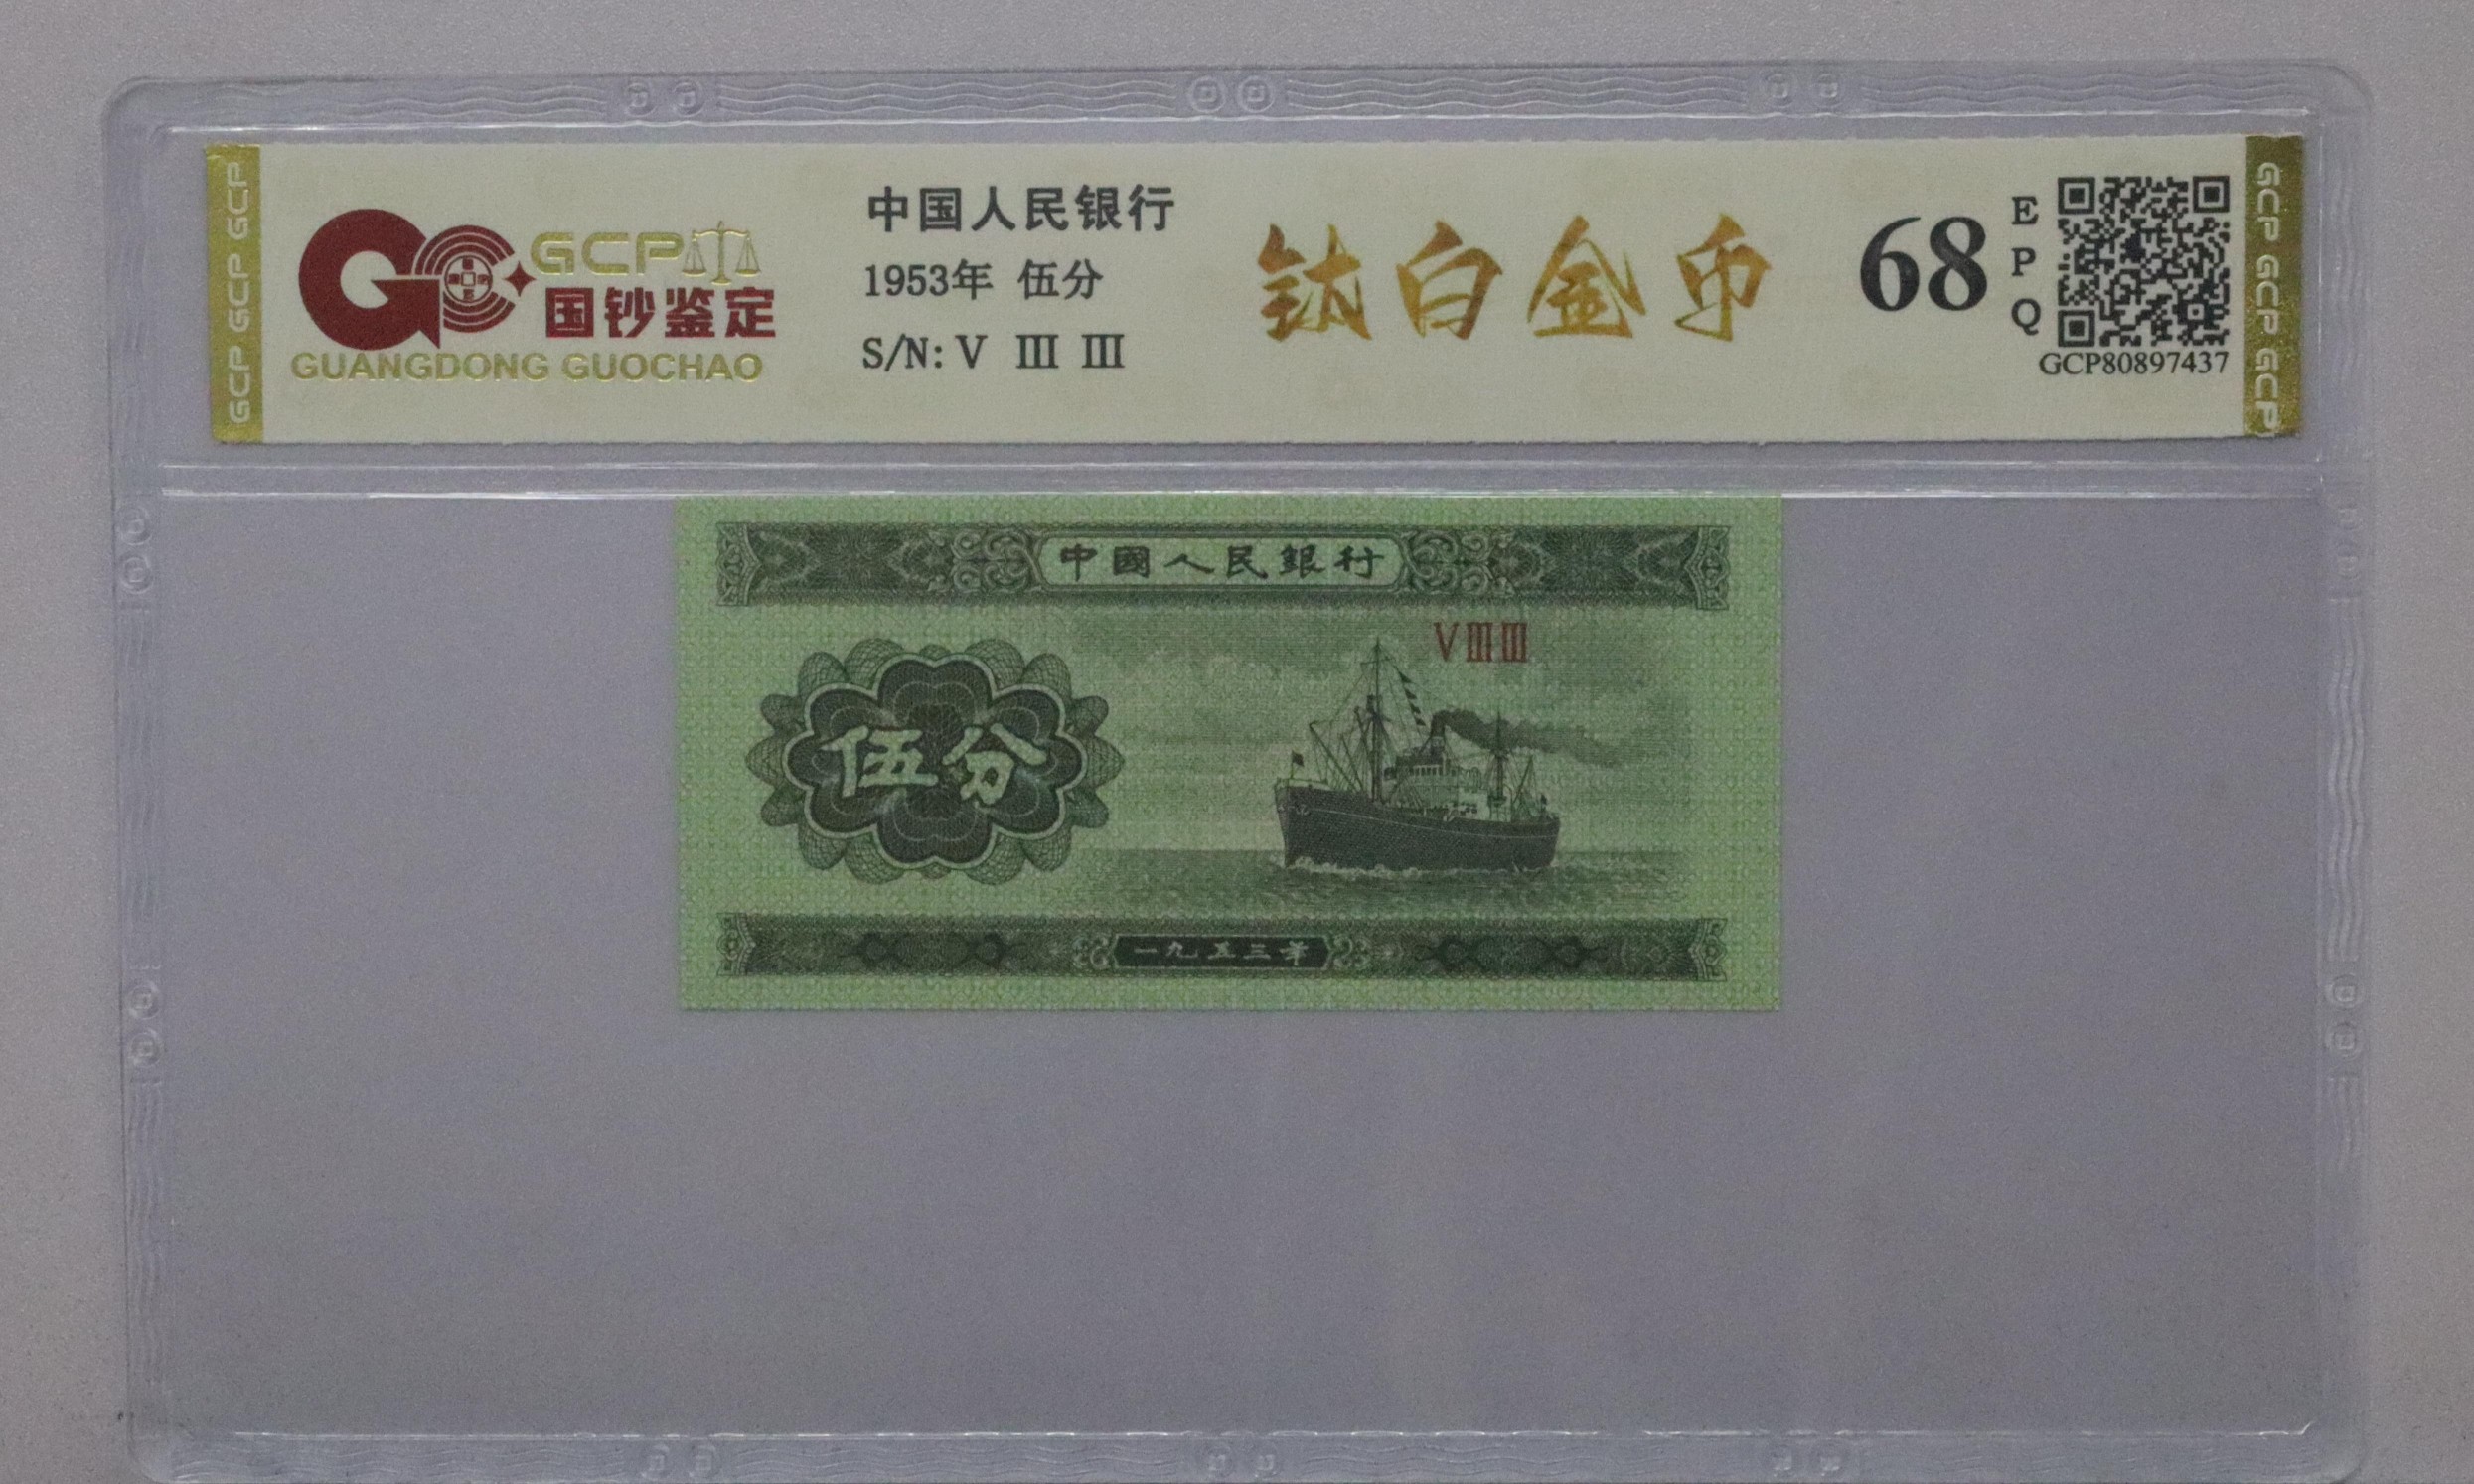 GCP GCP GCP
GCP
国钞鉴定
GUANGDONG GUOCHAO
中国人民银行
1953年 伍分
S/N: V III III
钛白金币
68
E
P
Q
GCP80897437
GCP GCP GCP
中國人民銀行
VIIIIII
伍分
一九五三年